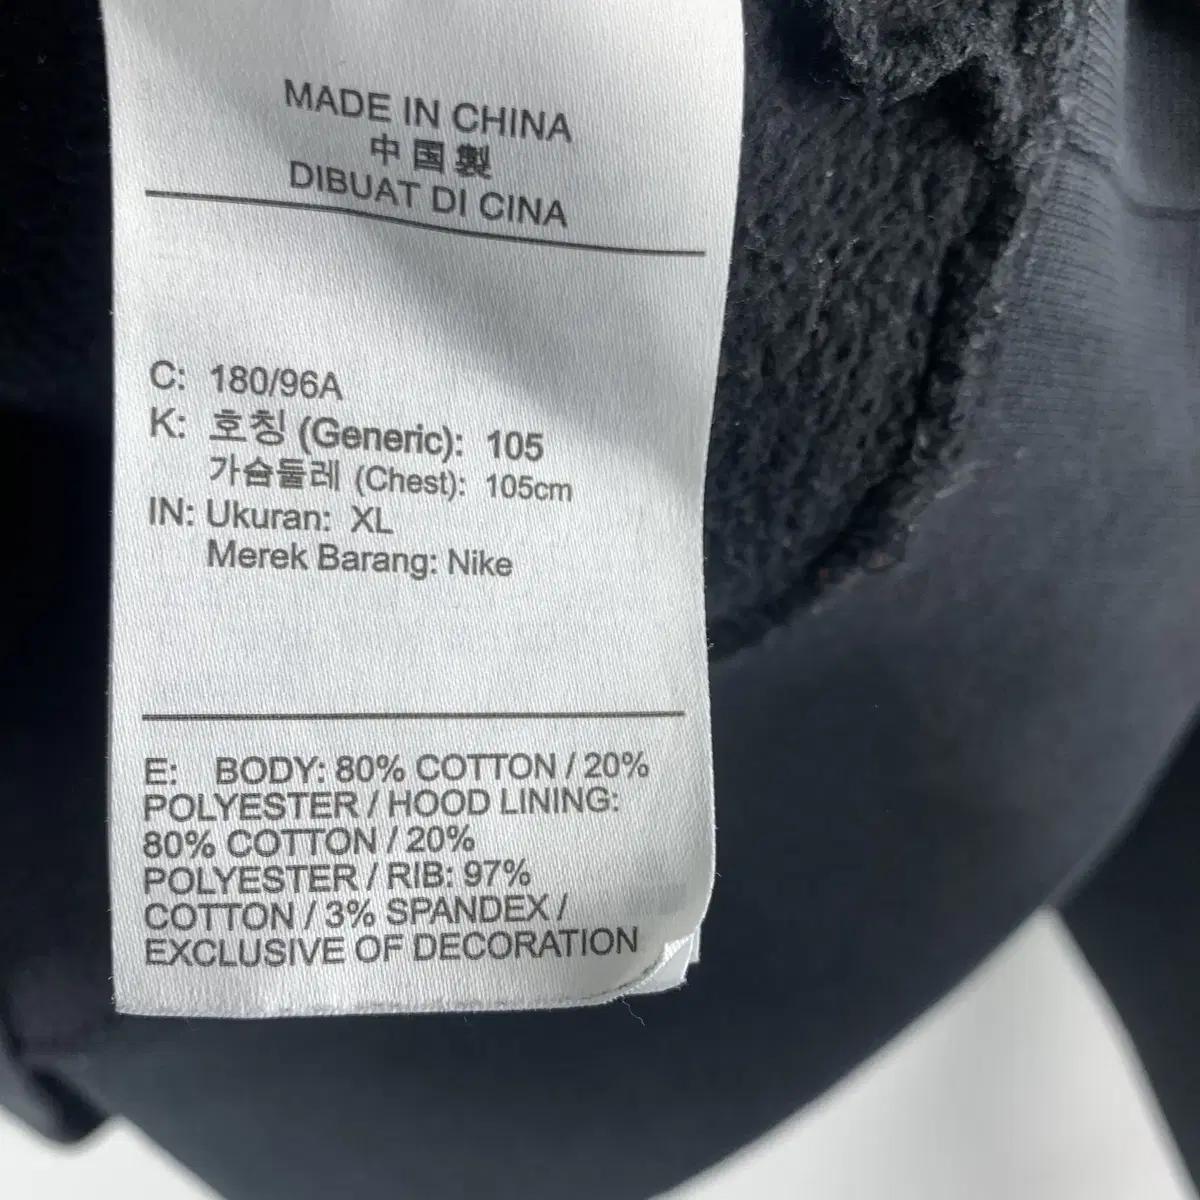 MADE IN CHINA
中国製
DIBUAT DI CINA
C: 180/96A
K: 호칭 (Generic): 105
가슴둘레 (Chest): 105cm
IN: Ukuran: XL
Merek Barang: Nike
E: BODY: 80% COTTON / 20%
POLYESTER / HOOD LINING:
80% COTTON / 20%
POLYESTER / RIB: 97%
COTTON / 3% SPANDEX /
EXCLUSIVE OF DECORATION